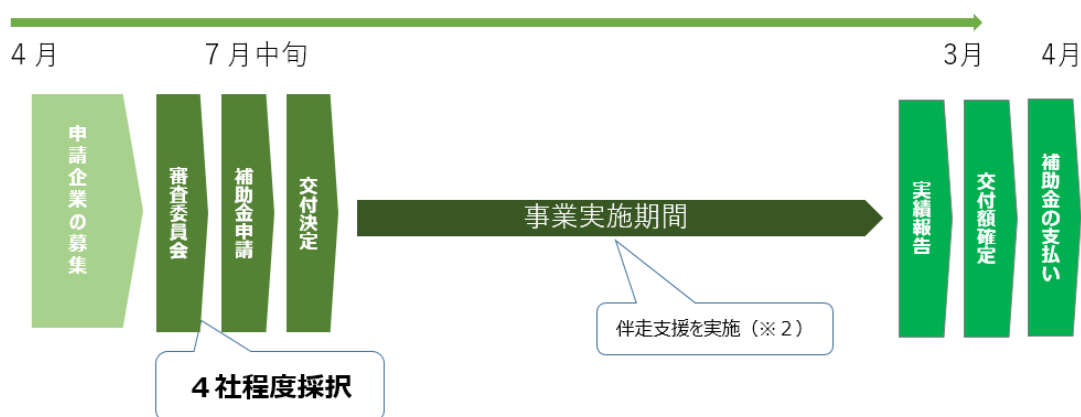 4月
7月中旬
3月
4月
申請企業の募集
審査委員会
補助金申請
交付決定
事業実施期間
実績報告
交付額確定
補助金の支払い
伴走支援を実施（※２）
４社程度採択